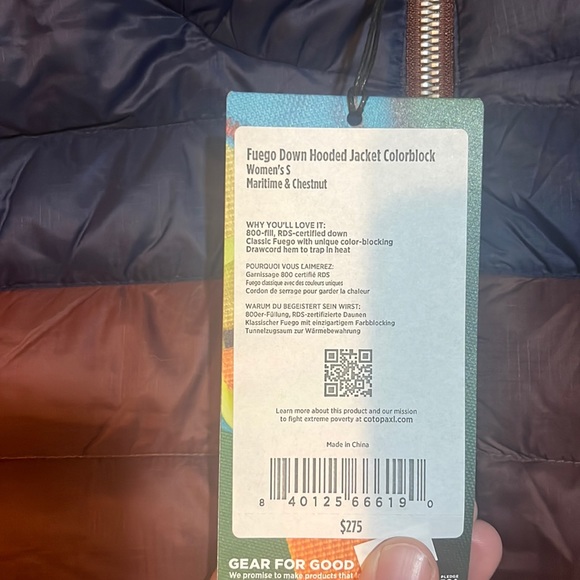 Fuego Down Hooded Jacket Colorblock
Women's S
Maritime & Chestnut
WHY YOU'LL LOVE IT:
800-fill, RDS-certified down
Classic Fuego with unique color-blocking
Drawcord hem to trap in heat
POURQUOI VOUS L'AIMEREZ:
Garnissage 800 certifié RDS
Fuego classique avec des couleurs uniques
Cordon de serrage pour garder la chaleur
WARUM DU BEGEISTERT SEIN WIRST:
800er-Füllung, RDS-zertifizierte Daunen
Klassischer Fuego mit einzigartigem Farbblocking
Tunnelzugsaum zur Wärmebewahrung
Learn more about this product and our mission
to fight extreme poverty at cotopaxi.com
Made in China
8 40125 66619 0
$275
GEAR FOR GOOD
We promise to make products that
PLEDGE